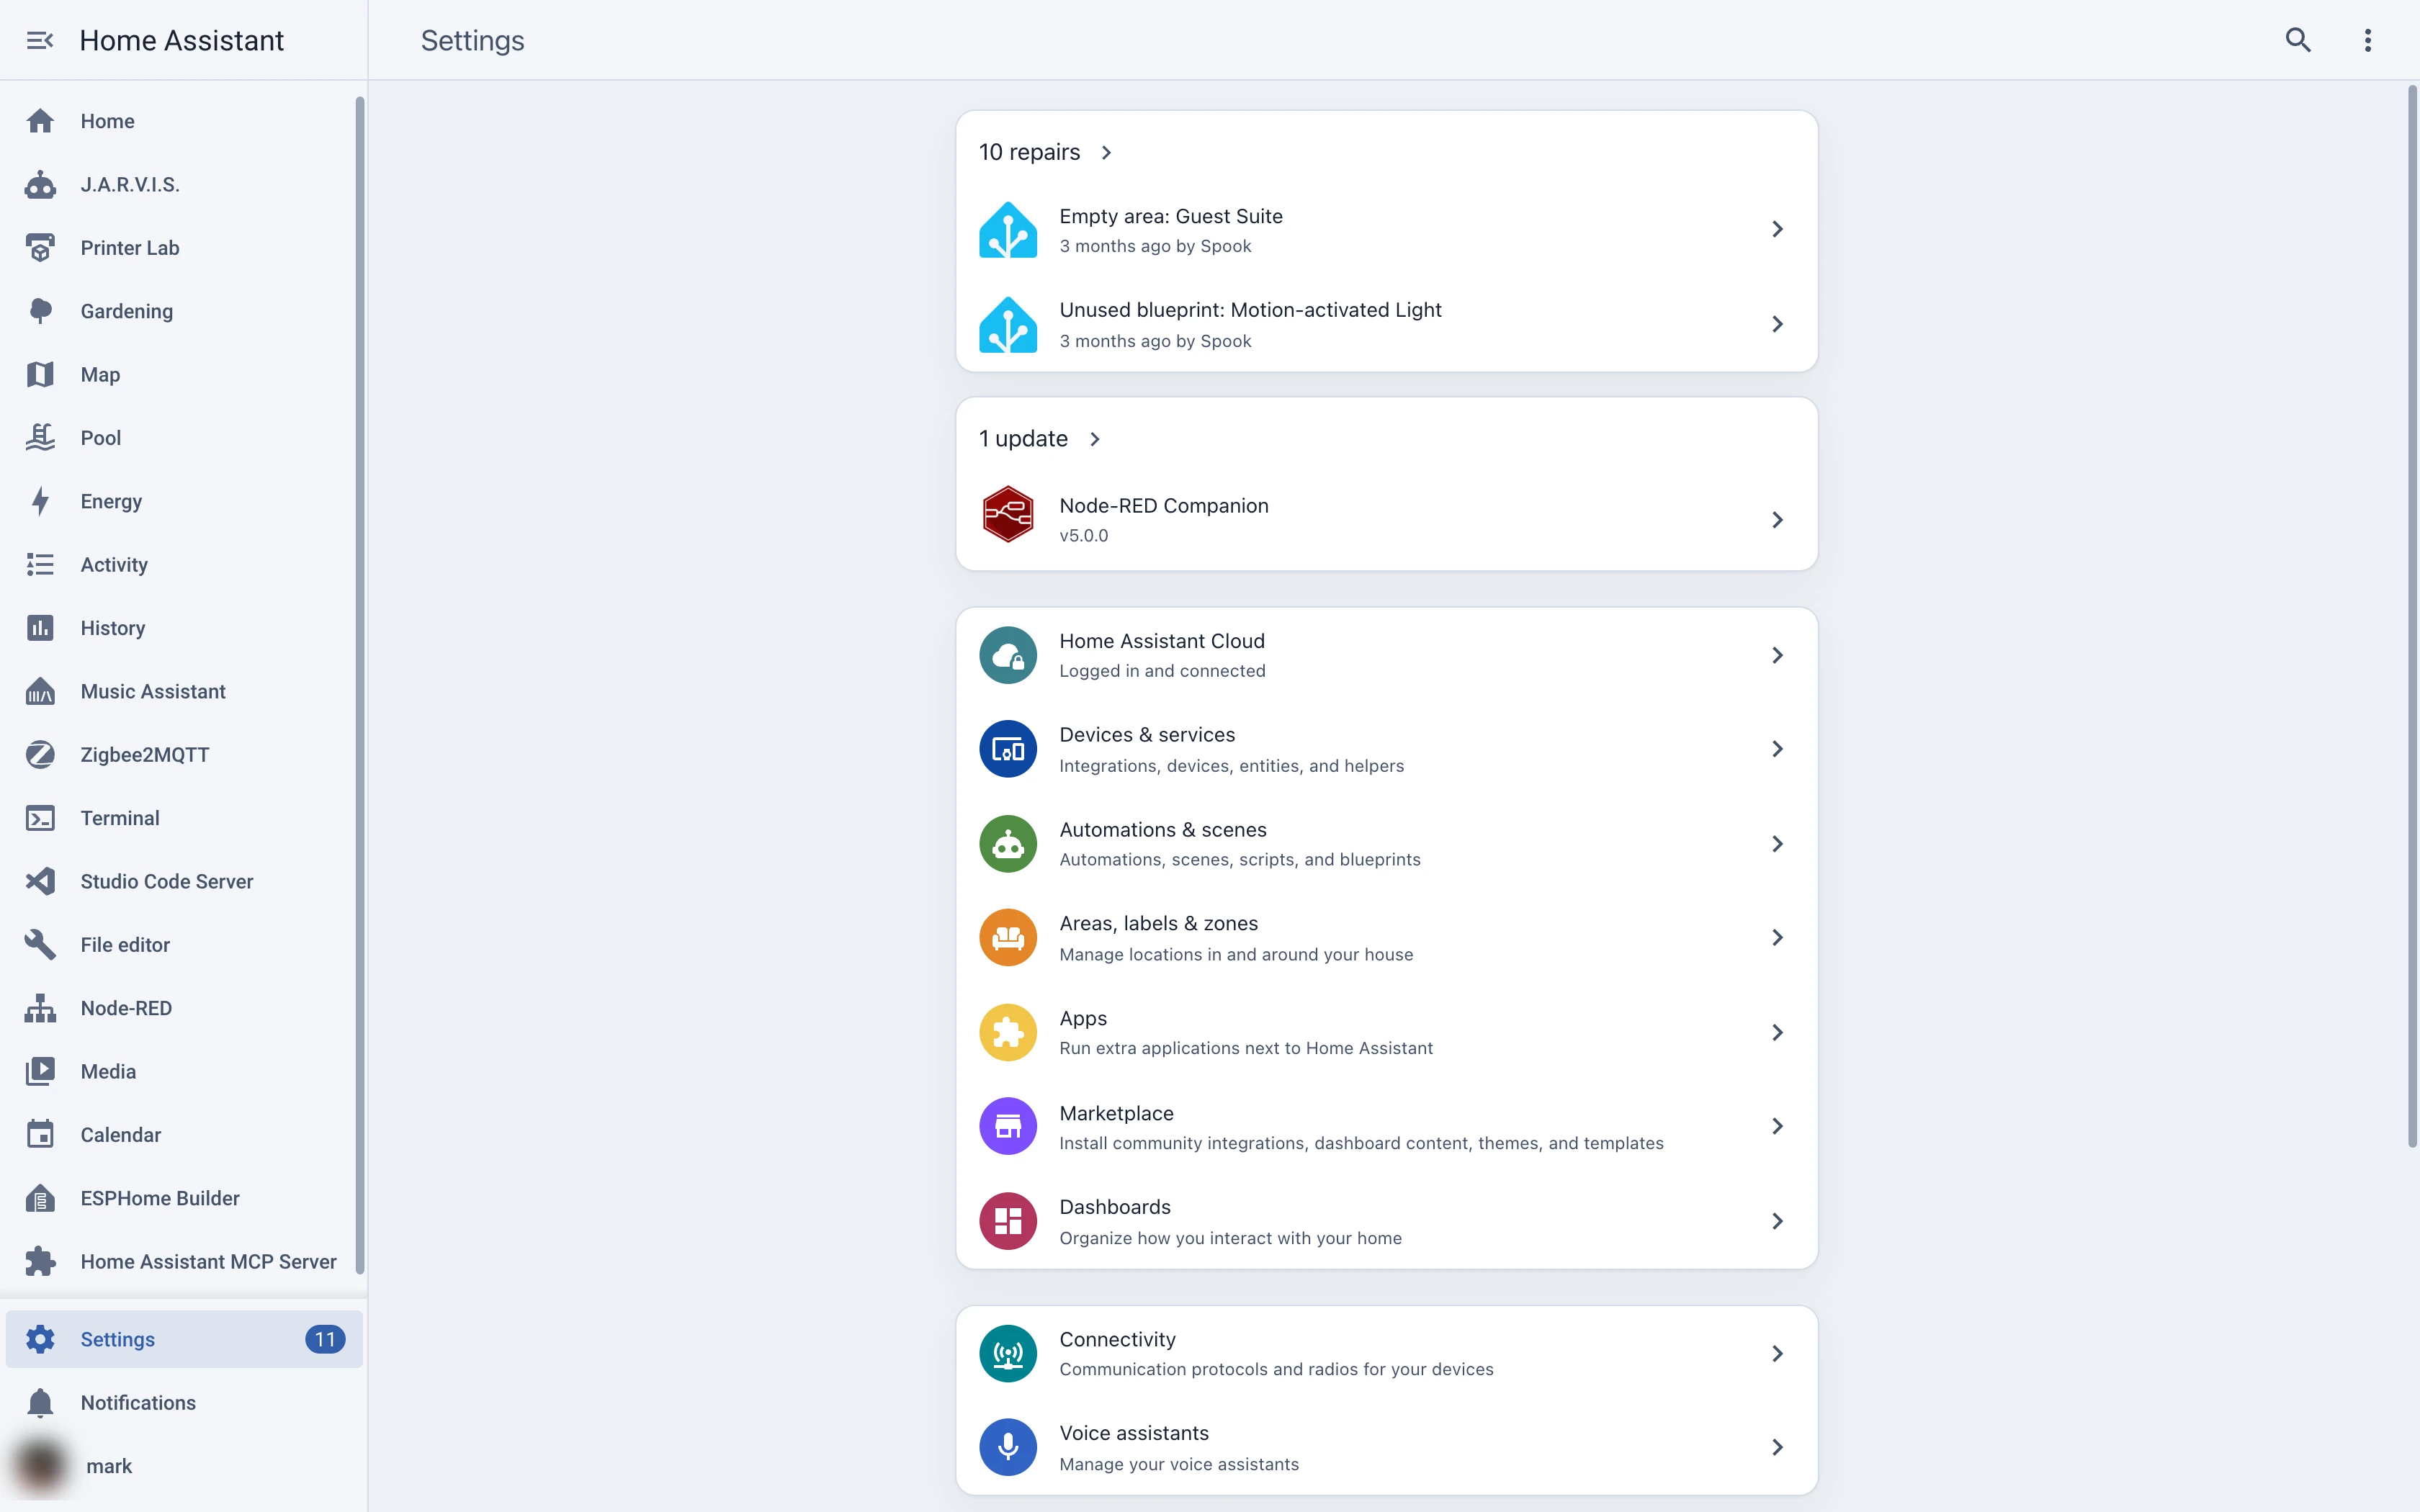 Home Assistant
Settings
Home
J.A.R.V.I.S.
Printer Lab
Gardening
Map
Pool
Energy
Activity
History
Music Assistant
Zigbee2MQTT
Terminal
Studio Code Server
File editor
Node-RED
Media
Calendar
ESPHome Builder
Home Assistant MCP Server
Settings 11
Notifications
mark
10 repairs
Empty area: Guest Suite
3 months ago by Spook
Unused blueprint: Motion-activated Light
3 months ago by Spook
1 update
Node-RED Companion
v5.0.0
Home Assistant Cloud
Logged in and connected
Devices & services
Integrations, devices, entities, and helpers
Automations & scenes
Automations, scenes, scripts, and blueprints
Areas, labels & zones
Manage locations in and around your house
Apps
Run extra applications next to Home Assistant
Marketplace
Install community integrations, dashboard content, themes, and templates
Dashboards
Organize how you interact with your home
Connectivity
Communication protocols and radios for your devices
Voice assistants
Manage your voice assistants